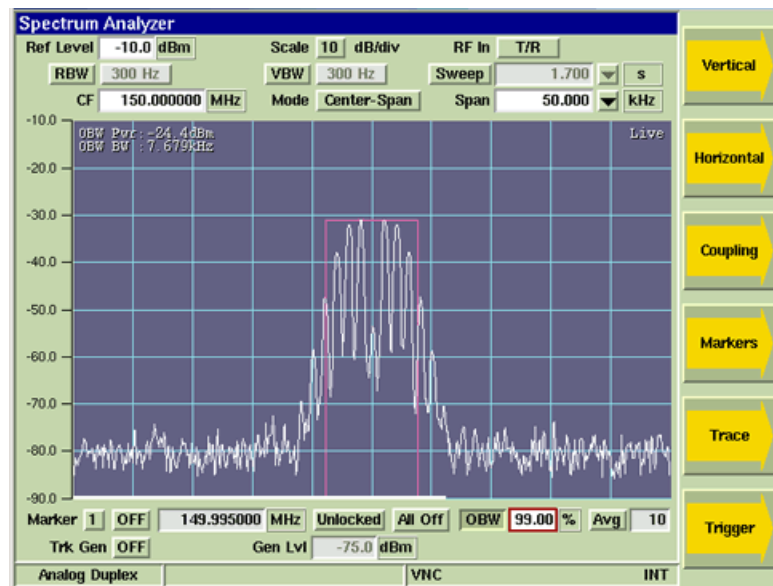 Spectrum Analyzer
Ref Level -10.0 dBm Scale 10 dB/div RF In T/R
RBW 300 Hz VBW 300 Hz Sweep 1.700 s
CF 150.000000 MHz Mode Center-Span Span 50.000 kHz
OBW Pwr:-24.4dBm
OBW BW :7.679kHz
Live
-10.0
-20.0
-30.0
-40.0
-50.0
-60.0
-70.0
-80.0
-90.0
Marker 1 OFF 149.995000 MHz Unlocked All Off OBW 99.00 % Avg 10
Trk Gen OFF Gen Lvl -75.0 dBm
Analog Duplex VNC INT
Vertical
Horizontal
Coupling
Markers
Trace
Trigger